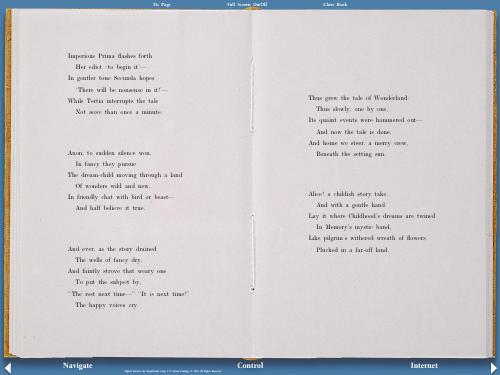 Fit Page
Full Screen On/Off
Close Book
Imperious Prima flashes forth
Her edict 'to begin it'—
In gentler tone Secunda hopes
'There will be nonsense in it!'—
While Tertia interrupts the tale
Not more than once a minute.
Anon, to sudden silence won,
In fancy they pursue
The dream-child moving through a land
Of wonders wild and new,
In friendly chat with bird or beast—
And half believe it true.
And ever, as the story drained
The wells of fancy dry,
And faintly strove that weary one
To put the subject by,
"The rest next time—" "It is next time!"
The happy voices cry.
Thus grew the tale of Wonderland:
Thus slowly, one by one,
Its quaint events were hammered out—
And now the tale is done,
And home we steer, a merry crew,
Beneath the setting sun.
Alice! a childish story take,
And with a gentle hand
Lay it where Childhood's dreams are twined
In Memory's mystic band,
Like pilgrim's withered wreath of flowers
Plucked in a far-off land.
Navigate
Control
Internet